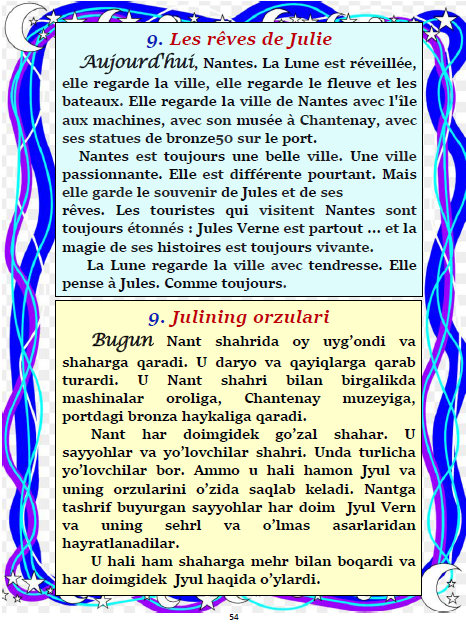 9. Les rêves de Julie
Aujourd'hui, Nantes. La Lune est réveillée,
elle regarde la ville, elle regarde le fleuve et les
bateaux. Elle regarde la ville de Nantes avec l'île
aux machines, avec son musée à Chantenay, avec
ses statues de bronze50 sur le port.
Nantes est toujours une belle ville. Une ville
passionnante. Elle est différente pourtant. Mais
elle garde le souvenir de Jules et de ses
rêves. Les touristes qui visitent Nantes sont
toujours étonnés : Jules Verne est partout ... et la
magie de ses histoires est toujours vivante.
La Lune regarde la ville avec tendresse. Elle
pense à Jules. Comme toujours.
9. Julining orzulari
Bugun Nant shahrida oy uyg'ondi va
shaharga qaradi. U daryo va qayiqlarga qarab
turardi. U Nant shahri bilan birgalikda
mashinalar oroliga, Chantenay muzeyiga,
portdagi bronza haykaliga qaradi.
Nant har doimgidek go'zal shahar. U
sayyohlar va yo'lovchilar shahri. Unda turlicha
yo'lovchilar bor. Ammo u hali hamon Jyul va
uning orzularini o'zida saqlab keladi. Nantga
tashrif buyurgan sayyohlar har doim Jyul Vern
va uning sehrl va o'lmas asarlaridan
hayratlanadilar.
U hali ham shaharga mehr bilan boqardi va
har doimgidek Jyul haqida o'ylardi.
54